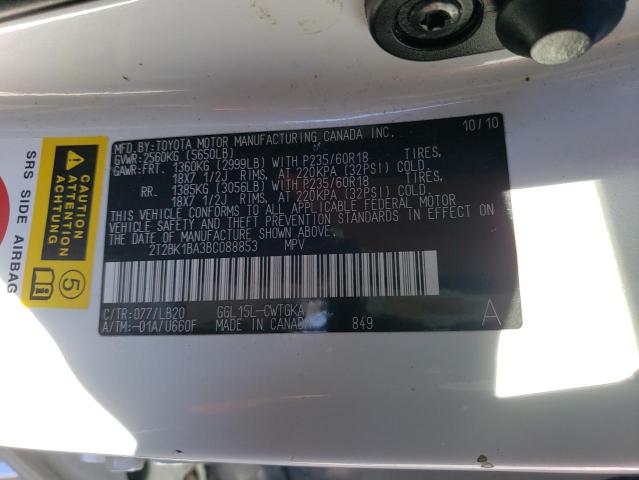 MFD.BY:TOYOTA MOTOR MANUFACTURING CANADA INC. 10/10
GVWR:2560KG (5650LB)
GAWR:FRT. 1360KG (2999LB) WITH P235/60R18 TIRES,
18X7 1/2J RIMS, AT 220KPA (32PSI) COLD.
RR. 1385KG (3056LB) WITH P235/60R18 TIRES,
18X7 1/2J RIMS, AT 220KPA (32PSI) COLD.
THIS VEHICLE CONFORMS TO ALL APPLICABLE FEDERAL MOTOR
VEHICLE SAFETY AND THEFT PREVENTION STANDARDS IN EFFECT ON
THE DATE OF MANUFACTURE SHOWN ABOVE.
2T2BK1BA3BC088853 MPV
C/TR:077/LB20 GGL15L-CWTGKA
A/TM:-01A/U660F MADE IN CANADA 849 A
SRS SIDE AIRBAG
CAUTION
ATTENTION
ACHTUNG
5